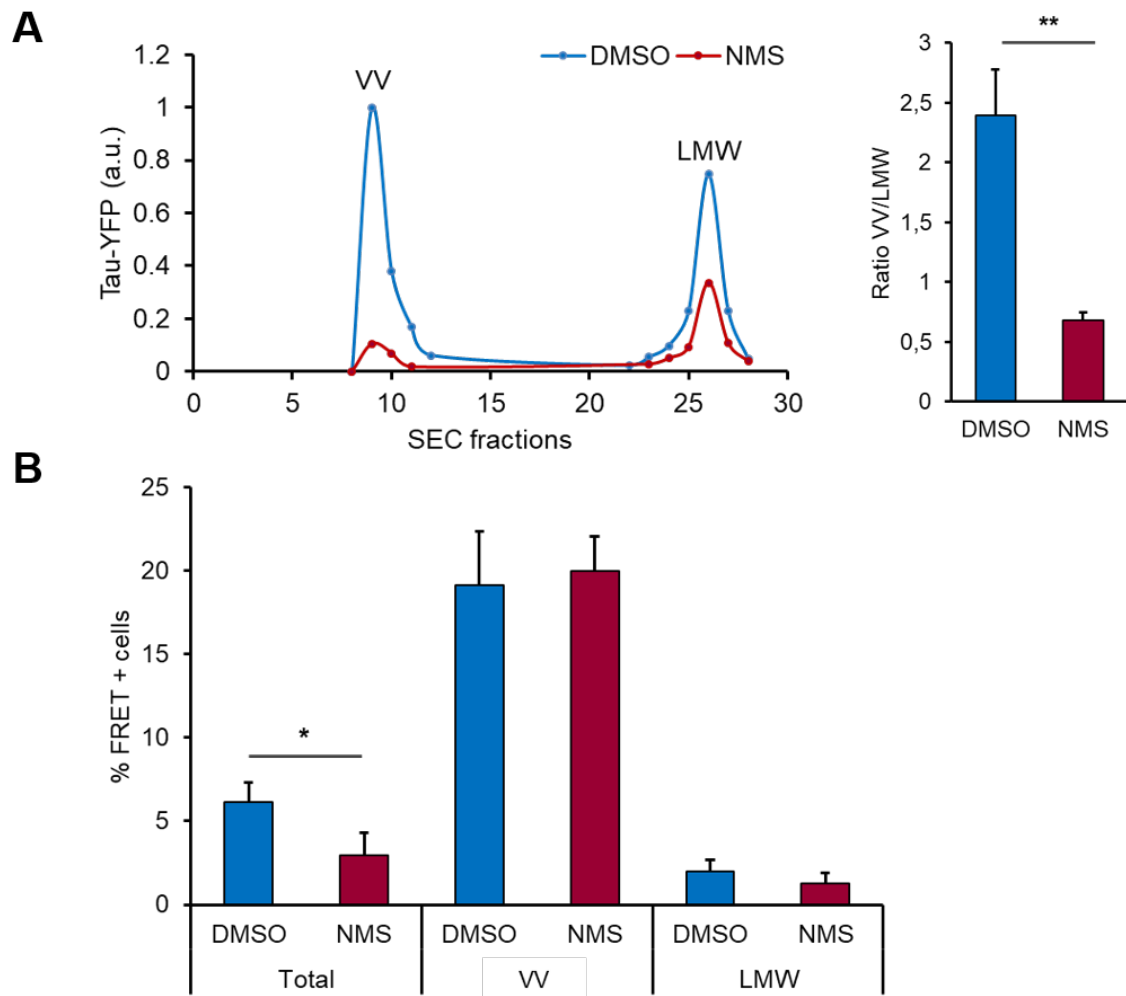 A
DMSO NMS
VV
LMW
1.2
1
0.8
0.6
0.4
0.2
0
Tau-YFP (a.u.)
0 5 10 15 20 25 30
SEC fractions
**
3
2,5
2
1,5
1
0,5
0
Ratio VV/LMW
DMSO NMS
B
25
20
15
10
5
0
% FRET + cells
*
DMSO NMS DMSO NMS DMSO NMS
Total VV LMW